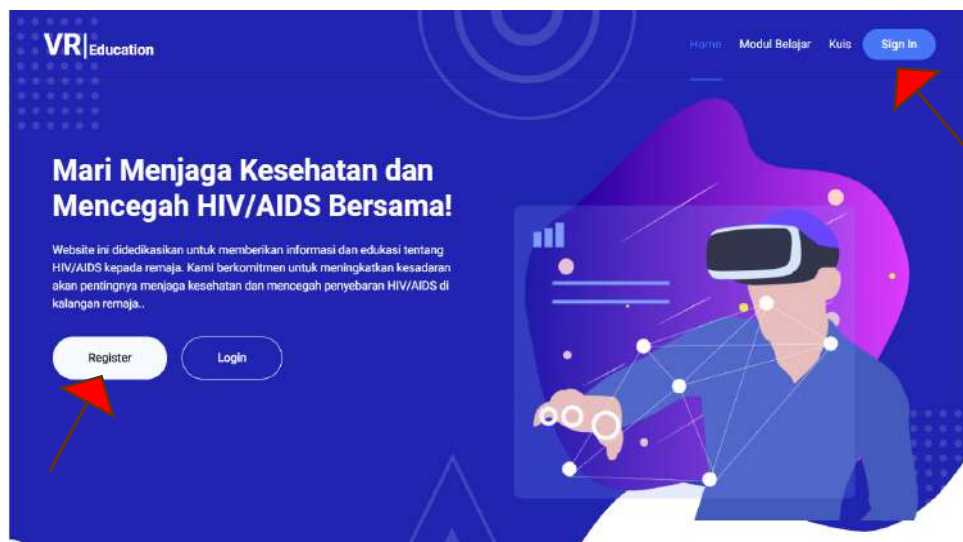 VR|Education
Home Modul Belajar Kuis Sign In
Mari Menjaga Kesehatan dan
Mencegah HIV/AIDS Bersama!
Website ini didedikasikan untuk memberikan informasi dan edukasi tentang
HIV/AIDS kepada remaja. Kami berkomitmen untuk meningkatkan kesadaran
akan pentingnya menjaga kesehatan dan mencegah penyebaran HIV/AIDS di
kalangan remaja..
Register Login